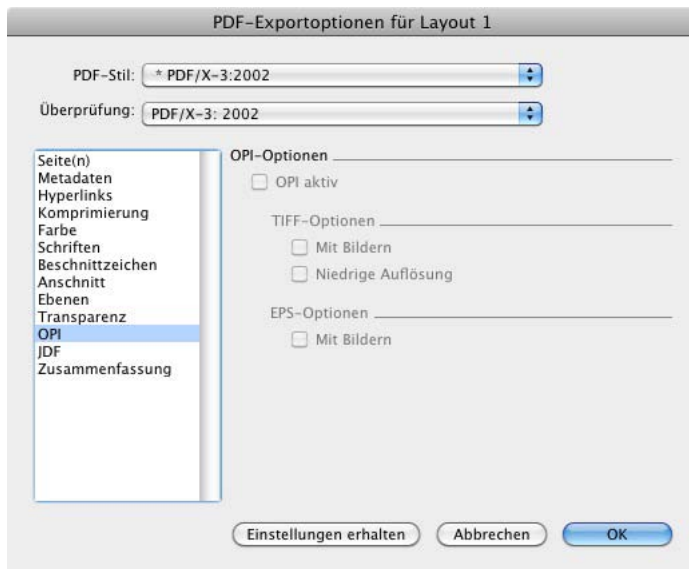 PDF-Exportoptionen für Layout 1
PDF-Stil: * PDF/X-3:2002
Überprüfung: PDF/X-3: 2002
Seite(n)
Metadaten
Hyperlinks
Komprimierung
Farbe
Schriften
Beschnittzeichen
Anschnitt
Ebenen
Transparenz
OPI
JDF
Zusammenfassung
OPI-Optionen
OPI aktiv
TIFF-Optionen
Mit Bildern
Niedrige Auflösung
EPS-Optionen
Mit Bildern
Einstellungen erhalten Abbrechen OK